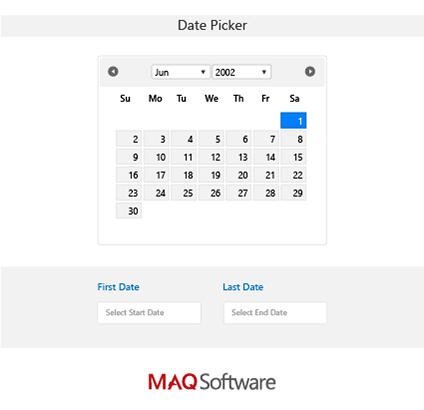 Date Picker
Jun 2002
Su Mo Tu We Th Fr Sa
1
2 3 4 5 6 7 8
9 10 11 12 13 14 15
16 17 18 19 20 21 22
23 24 25 26 27 28 29
30
First Date Last Date
Select Start Date Select End Date
MAQ Software